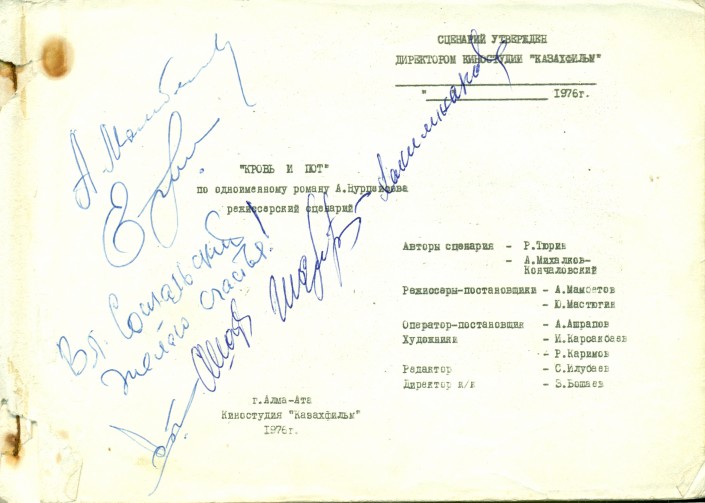 СЦЕНАРИЙ УТВЕРЖДЕН
ДИРЕКТОРОМ КИНОСТУДИИ "КАЗАХФИЛЬМ"
" 1976г.
"КРОВЬ И ПОТ"
по одноименному роману А.Нурпеисова
режиссерский сценарий
Авторы сценария - Р.Тюрин
- А.Михалков-
Кончаловский
Режиссеры-постановщики - А.Мамбетов
- Ю.Мастюгин
Оператор-постановщик - А.Ашрапов
Художники - И.Карсакбаев
- Р.Каримов
Редактор - С.Илубаев
Директор к/к - З.Бошаев
г.Алма-Ата
Киностудия "Казахфильм"
1976г.
Вл.
желаю счастья!